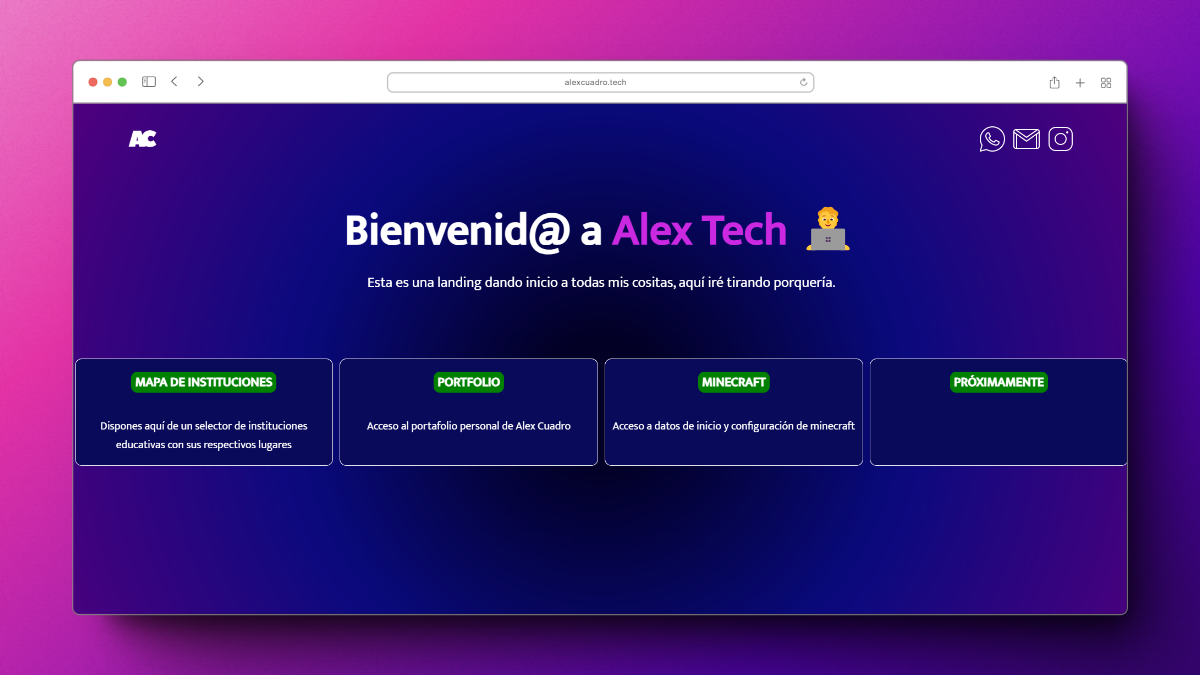 alexcuadro.tech
AC
Bienvenid@ a Alex Tech
Esta es una landing dando inicio a todas mis cositas, aquí iré tirando porquería.
MAPA DE INSTITUCIONES
Dispones aquí de un selector de instituciones
educativas con sus respectivos lugares
PORTFOLIO
Acceso al portafolio personal de Alex Cuadro
MINECRAFT
Acceso a datos de inicio y configuración de minecraft
PRÓXIMAMENTE